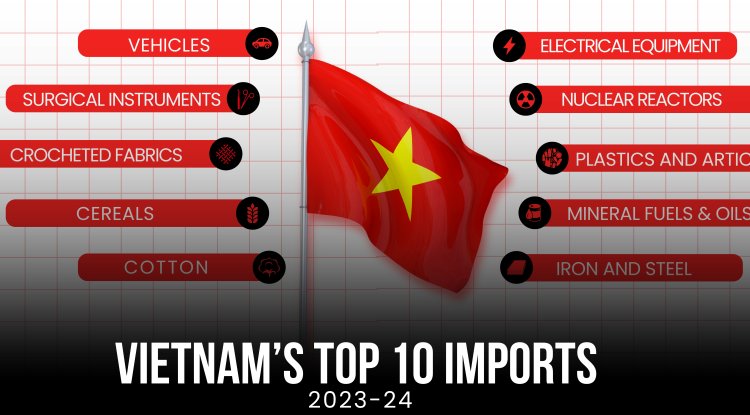 VEHICLES
SURGICAL INSTRUMENTS
CROCHETED FABRICS
CEREALS
COTTON
ELECTRICAL EQUIPMENT
NUCLEAR REACTORS
PLASTICS AND ARTIC
MINERAL FUELS & OILS
IRON AND STEEL
VIETNAM'S TOP 10 IMPORTS
2023-24